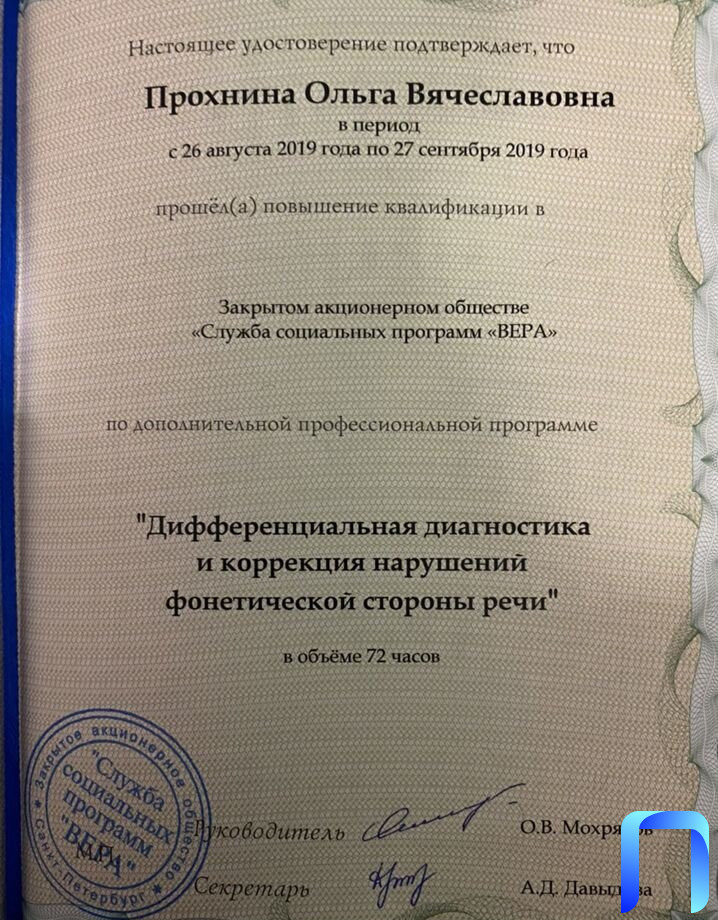 Настоящее удостоверение подтверждает, что
Прохнина Ольга Вячеславовна
в период
с 26 августа 2019 года по 27 сентября 2019 года
прошёл(а) повышение квалификации в
Закрытом акционерном обществе
«Служба социальных программ «ВЕРА»
по дополнительной профессиональной программе
"Дифференциальная диагностика
и коррекция нарушений
фонетической стороны речи"
в объёме 72 часов
Закрытое акционерное общество
"Служба
социальных
программ
"ВЕРА"
Санкт-Петербург
М.П.
Руководитель
О.В.
Секретарь
А.Д.